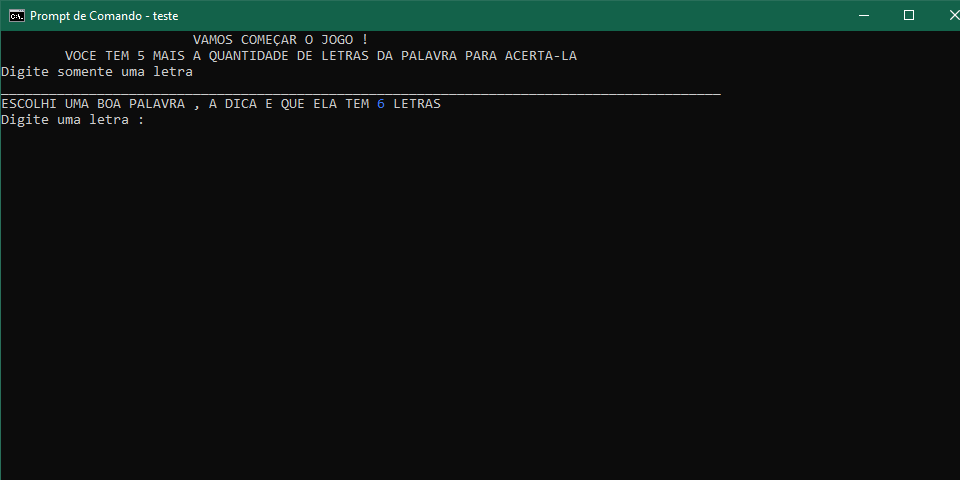 Prompt de Comando - teste
VAMOS COMEÇAR O JOGO !
VOCE TEM 5 MAIS A QUANTIDADE DE LETRAS DA PALAVRA PARA ACERTA-LA
Digite somente uma letra
__________________________________________________________________________________________
ESCOLHI UMA BOA PALAVRA , A DICA E QUE ELA TEM 6 LETRAS
Digite uma letra :